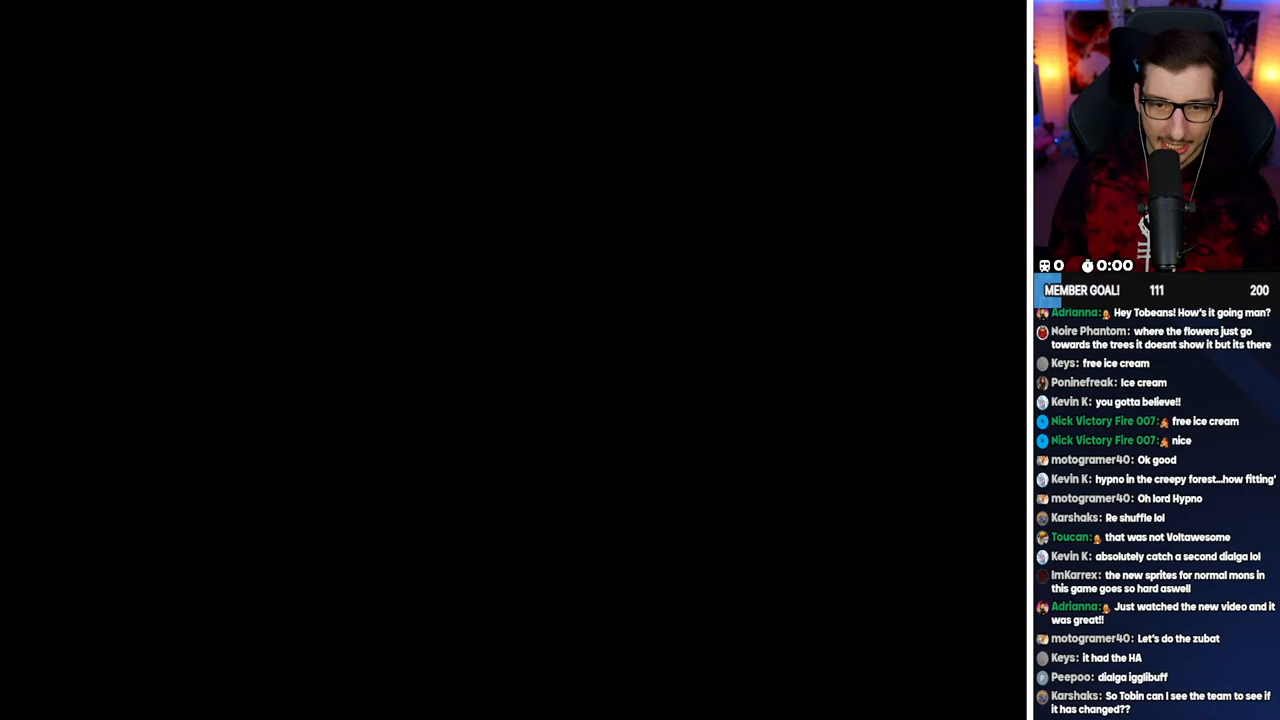 0 0:00
MEMBER GOAL! 111 200
Adrianna: Hey Tobeans! How's it going man?
Noire Phantom: where the flowers just go
towards the trees it doesnt show it but its there
Keys: free ice cream
Poninefreak: Ice cream
Kevin K: you gotta believe!!
Nick Victory Fire 007: free ice cream
Nick Victory Fire 007: nice
motogramer40: Ok good
Kevin K: hypno in the creepy forest...how fitting'
motogramer40: Oh lord Hypno
Karshaks: Re shuffle lol
Toucan: that was not Voltawesome
Kevin K: absolutely catch a second dialga lol
ImKarrex: the new sprites for normal mons in
this game goes so hard aswell
Adrianna: Just watched the new video and it
was great!!
motogramer40: Let's do the zubat
Keys: it had the HA
P Peepoo: dialga igglibuff
Karshaks: So Tobin can I see the team to see if
it has changed??